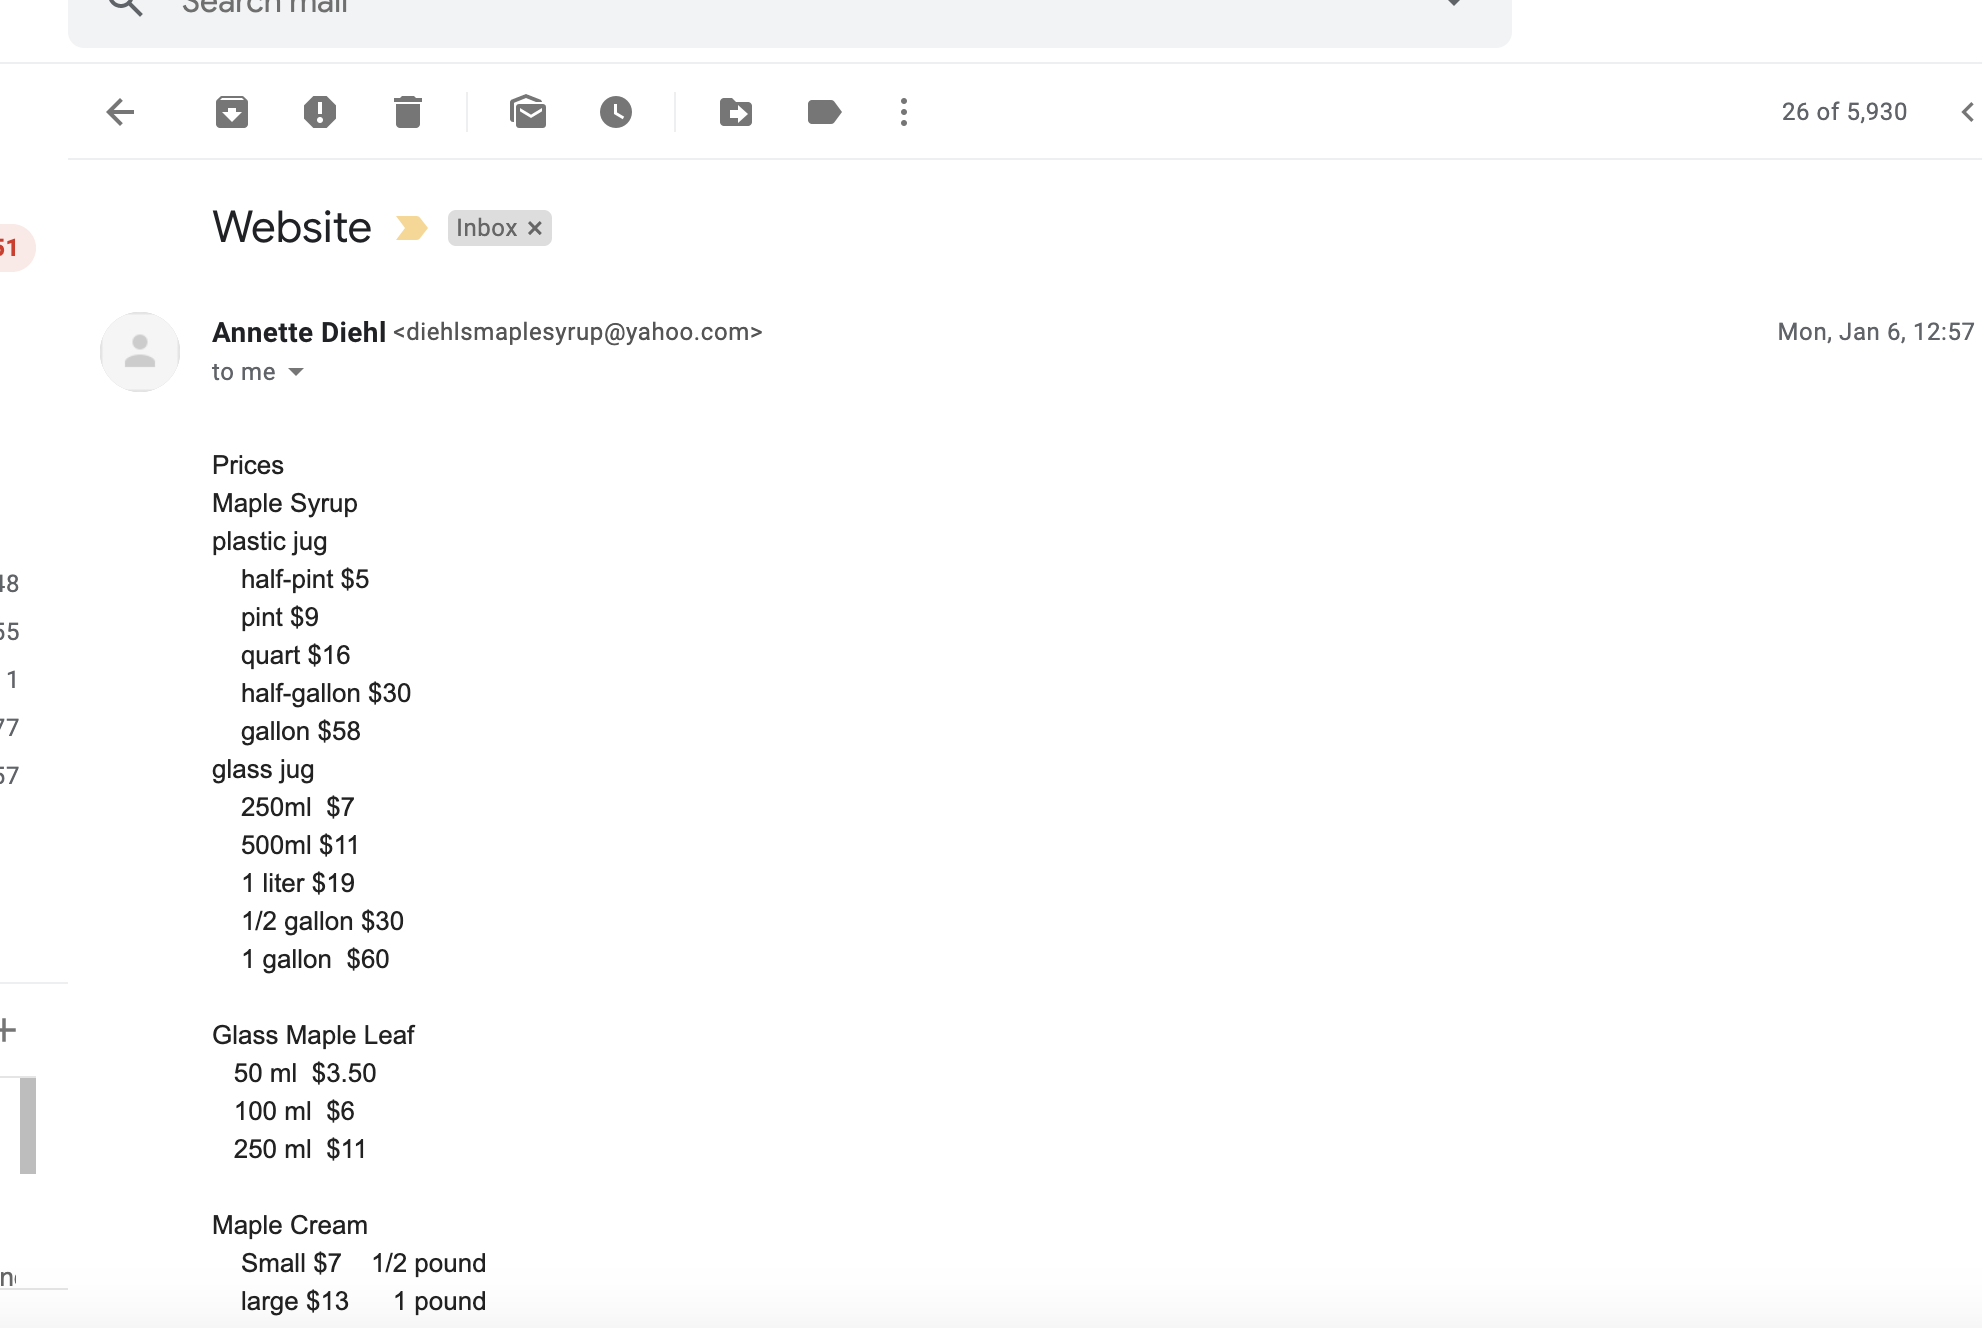 Search mail
26 of 5,930
Website
Inbox
Annette Diehl <diehlsmaplesyrup@yahoo.com>
Mon, Jan 6, 12:57
to me
Prices
Maple Syrup
plastic jug
half-pint $5
pint $9
quart $16
half-gallon $30
gallon $58
glass jug
250ml  $7
500ml $11
1 liter $19
1/2 gallon $30
1 gallon  $60
Glass Maple Leaf
50 ml  $3.50
100 ml  $6
250 ml  $11
Maple Cream
Small $7    1/2 pound
large $13      1 pound
51
1